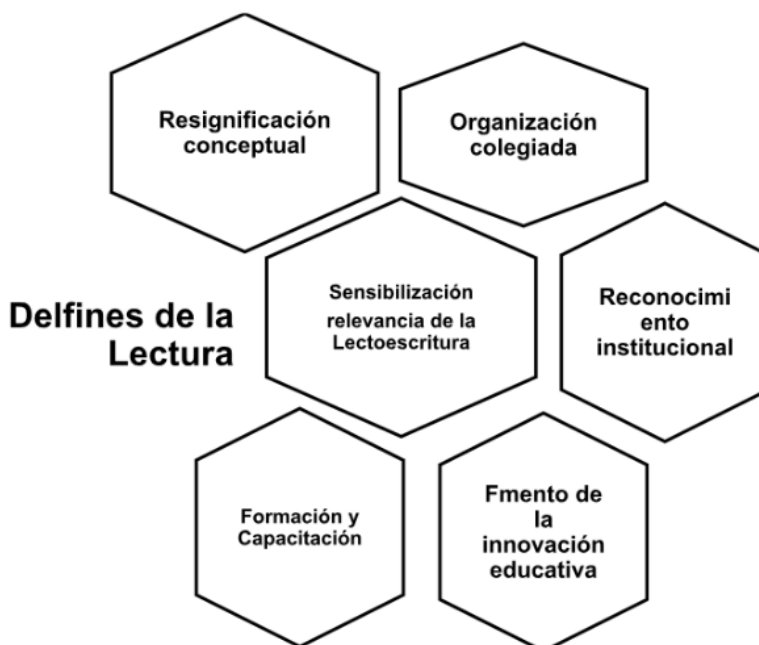 Resignificación
conceptual
Organización
colegiada
Sensibilización
relevancia de la
Lectoescritura
Reconocimi
ento
institucional
Delfines de la
Lectura
Formación y
Capacitación
Fmento de
la
innovación
educativa